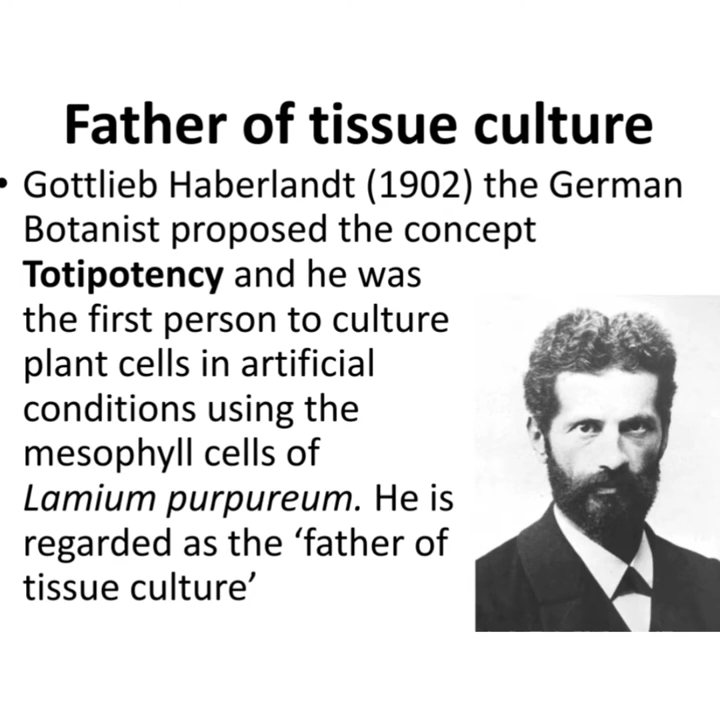 Father of tissue culture
• Gottlieb Haberlandt (1902) the German
Botanist proposed the concept
Totipotency and he was
the first person to culture
plant cells in artificial
conditions using the
mesophyll cells of
Lamium purpureum. He is
regarded as the ‘father of
tissue culture’